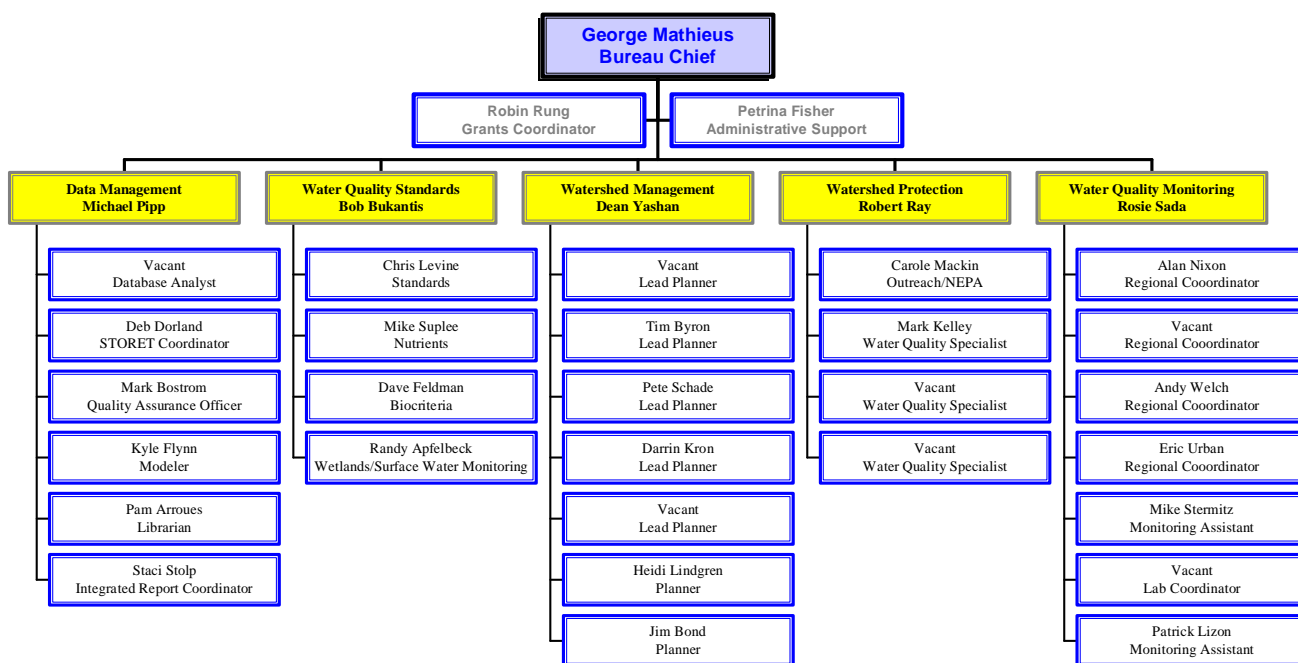 George Mathieus
Bureau Chief
Robin Rung
Grants Coordinator
Petrina Fisher
Administrative Support
Data Management
Michael Pipp
Vacant
Database Analyst
Deb Dorland
STORET Coordinator
Mark Bostrom
Quality Assurance Officer
Kyle Flynn
Modeler
Pam Arroues
Librarian
Staci Stolp
Integrated Report Coordinator
Water Quality Standards
Bob Bukantis
Chris Levine
Standards
Mike Suplee
Nutrients
Dave Feldman
Biocriteria
Randy Apfelbeck
Wetlands/Surface Water Monitoring
Watershed Management
Dean Yashan
Vacant
Lead Planner
Tim Byron
Lead Planner
Pete Schade
Lead Planner
Darrin Kron
Lead Planner
Vacant
Lead Planner
Heidi Lindgren
Planner
Jim Bond
Planner
Watershed Protection
Robert Ray
Carole Mackin
Outreach/NEPA
Mark Kelley
Water Quality Specialist
Vacant
Water Quality Specialist
Vacant
Water Quality Specialist
Water Quality Monitoring
Rosie Sada
Alan Nixon
Regional Cooordinator
Vacant
Regional Cooordinator
Andy Welch
Regional Cooordinator
Eric Urban
Regional Cooordinator
Mike Stermitz
Monitoring Assistant
Vacant
Lab Coordinator
Patrick Lizon
Monitoring Assistant